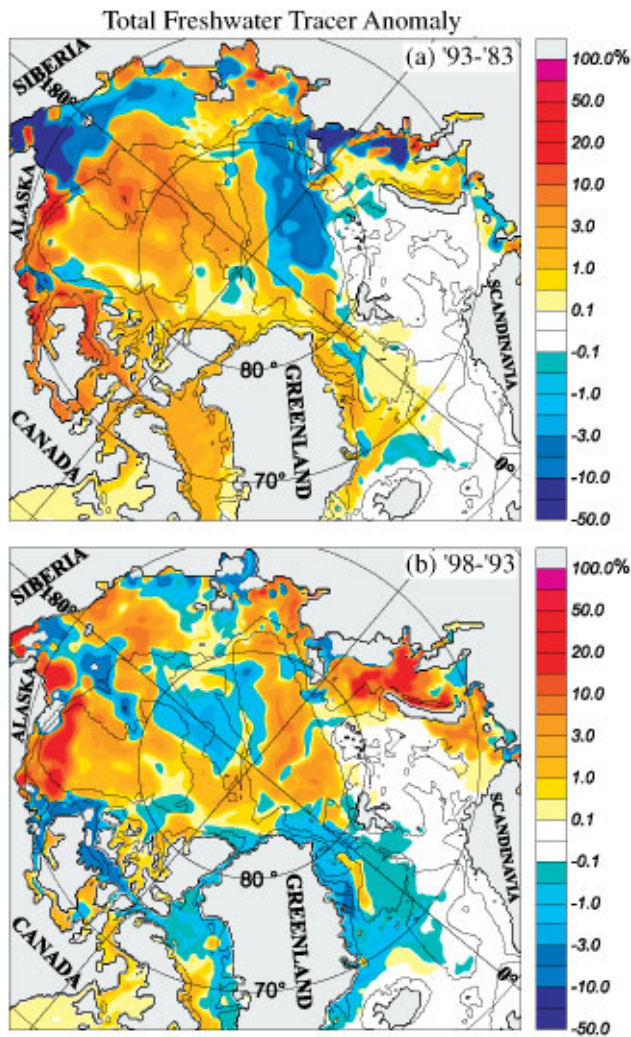 Total Freshwater Tracer Anomaly
(a) '93-'83
SIBERIA
180°
ALASKA
CANADA
GREENLAND
SCANDINAVIA
80°
70°
0°
100.0%
50.0
20.0
10.0
3.0
1.0
0.1
-0.1
-1.0
-3.0
-10.0
-50.0
(b) '98-'93
SIBERIA
180°
ALASKA
CANADA
GREENLAND
SCANDINAVIA
80°
70°
0°
100.0%
50.0
20.0
10.0
3.0
1.0
0.1
-0.1
-1.0
-3.0
-10.0
-50.0